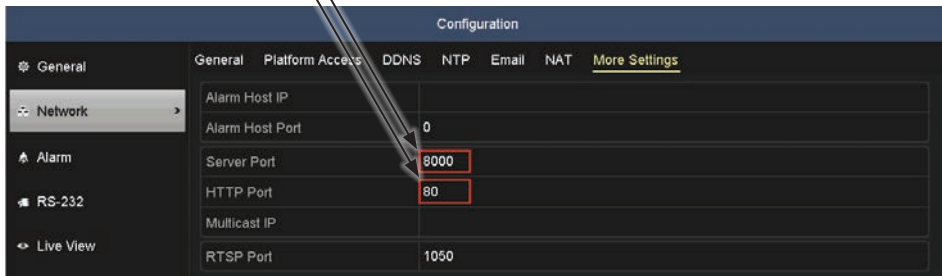 Configuration
General
Network
Alarm
RS-232
Live View
General Platform Access DDNS NTP Email NAT More Settings
Alarm Host IP
Alarm Host Port 0
Server Port 8000
HTTP Port 80
Multicast IP
RTSP Port 1050